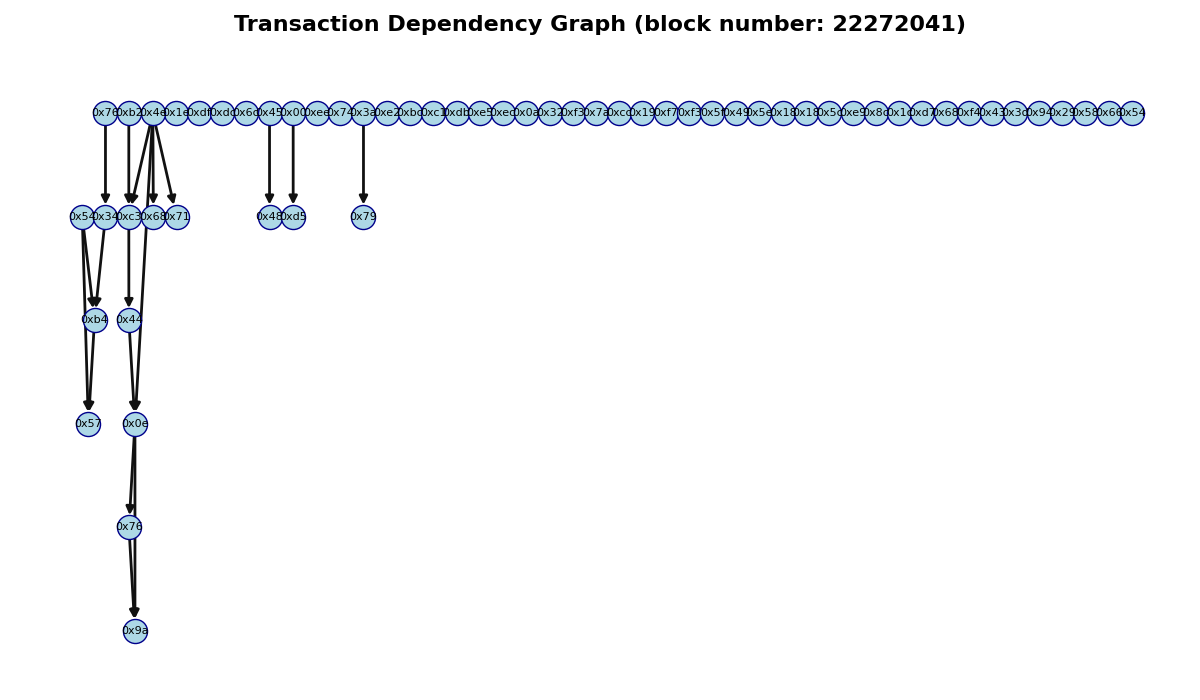 Transaction Dependency Graph (block number: 22272041)
0x76 0xb2 0x4e 0x1e 0xdf 0xdc 0x6c 0x45 0x00 0xee 0x74 0x3a 0xe2 0xbc 0xc1 0xdb 0xe5 0xec 0x0a 0x32 0xf3 0x7a 0xcc 0x19 0xf7 0xf3 0x5f 0x49 0x5e 0x18 0x18 0x5c 0xe9 0x8c 0x1c 0xd7 0x68 0xf4 0x43 0x3c 0x94 0x29 0x58 0x66 0x54
0x54 0x34 0xc3 0x68 0x71 0x48 0xd5 0x79
0xb4 0x44
0x57 0x0e
0x76
0x9a